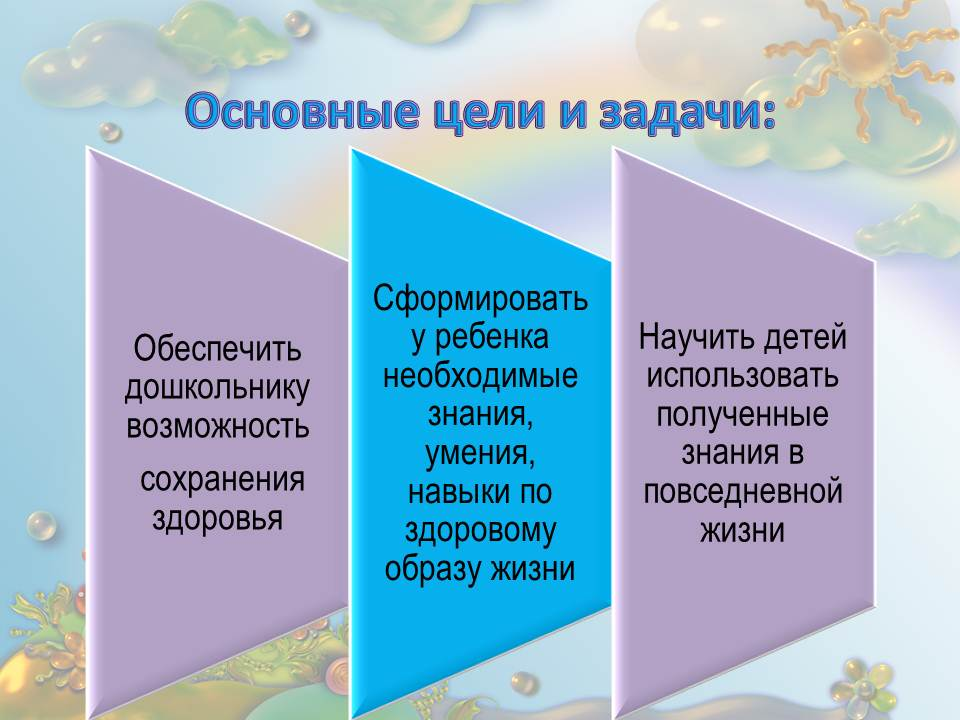 Основные цели и задачи:
Обеспечить
дошкольнику
возможность
сохранения
здоровья
Сформировать
у ребенка
необходимые
знания,
умения,
навыки по
здоровому
образу жизни
Научить детей
использовать
полученные
знания в
повседневной
жизни